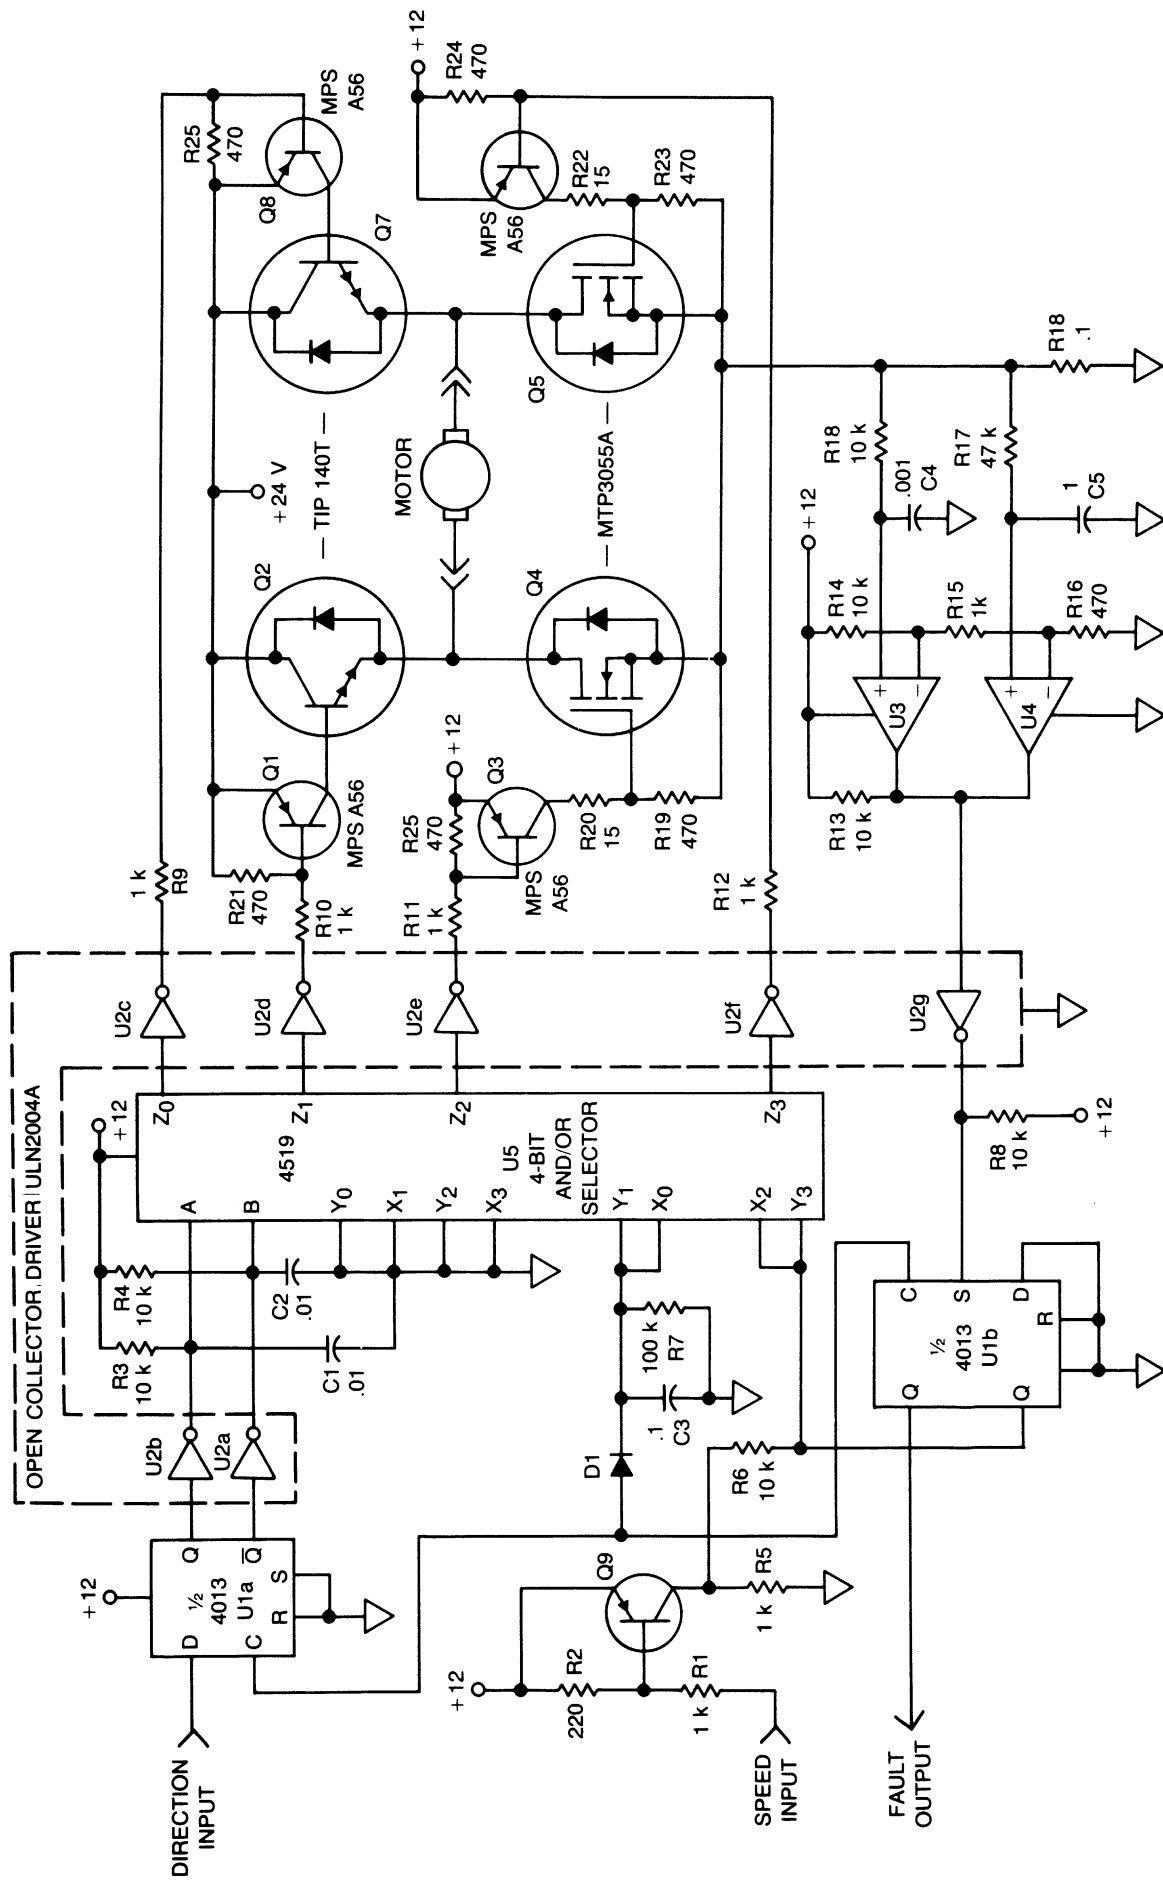 OPEN COLLECTOR DRIVER ULN2004A
+12
DIRECTION
INPUT
D
C
½
4013
U1a
Q
Q
R
S
U2b
U2a
R3
10 k
R4
10 k
+12
C1
.01
C2
.01
A
B
Y0
X1
Y2
X3
4519
U5
4-BIT
AND/OR
SELECTOR
Y1
X0
X2
Y3
Z0
Z1
Z2
Z3
U2c
U2d
U2e
U2f
U2g
1 k
R9
R21
470
R10
1 k
R11
1 k
R12
1 k
Q1
MPS A56
R25
470
+12
Q3
MPS
A56
R20
15
R19
470
Q2
— TIP 140T —
+24 V
MOTOR
Q4
— MTP3055A —
Q5
Q7
Q8
R25
470
MPS
A56
+12
R24
470
MPS
A56
R22
15
R23
470
SPEED
INPUT
+12
R2
220
R1
1 k
Q9
R5
1 k
R6
10 k
D1
.1
C3
100 k
R7
FAULT
OUTPUT
Q
Q
½
4013
U1b
C
S
D
R
R8
10 k
+12
R13
10 k
+12
R14
10 k
R15
1k
R16
470
U3
+
−
U4
+
−
R18
10 k
.001
C4
R17
47 k
1
C5
R18
.1